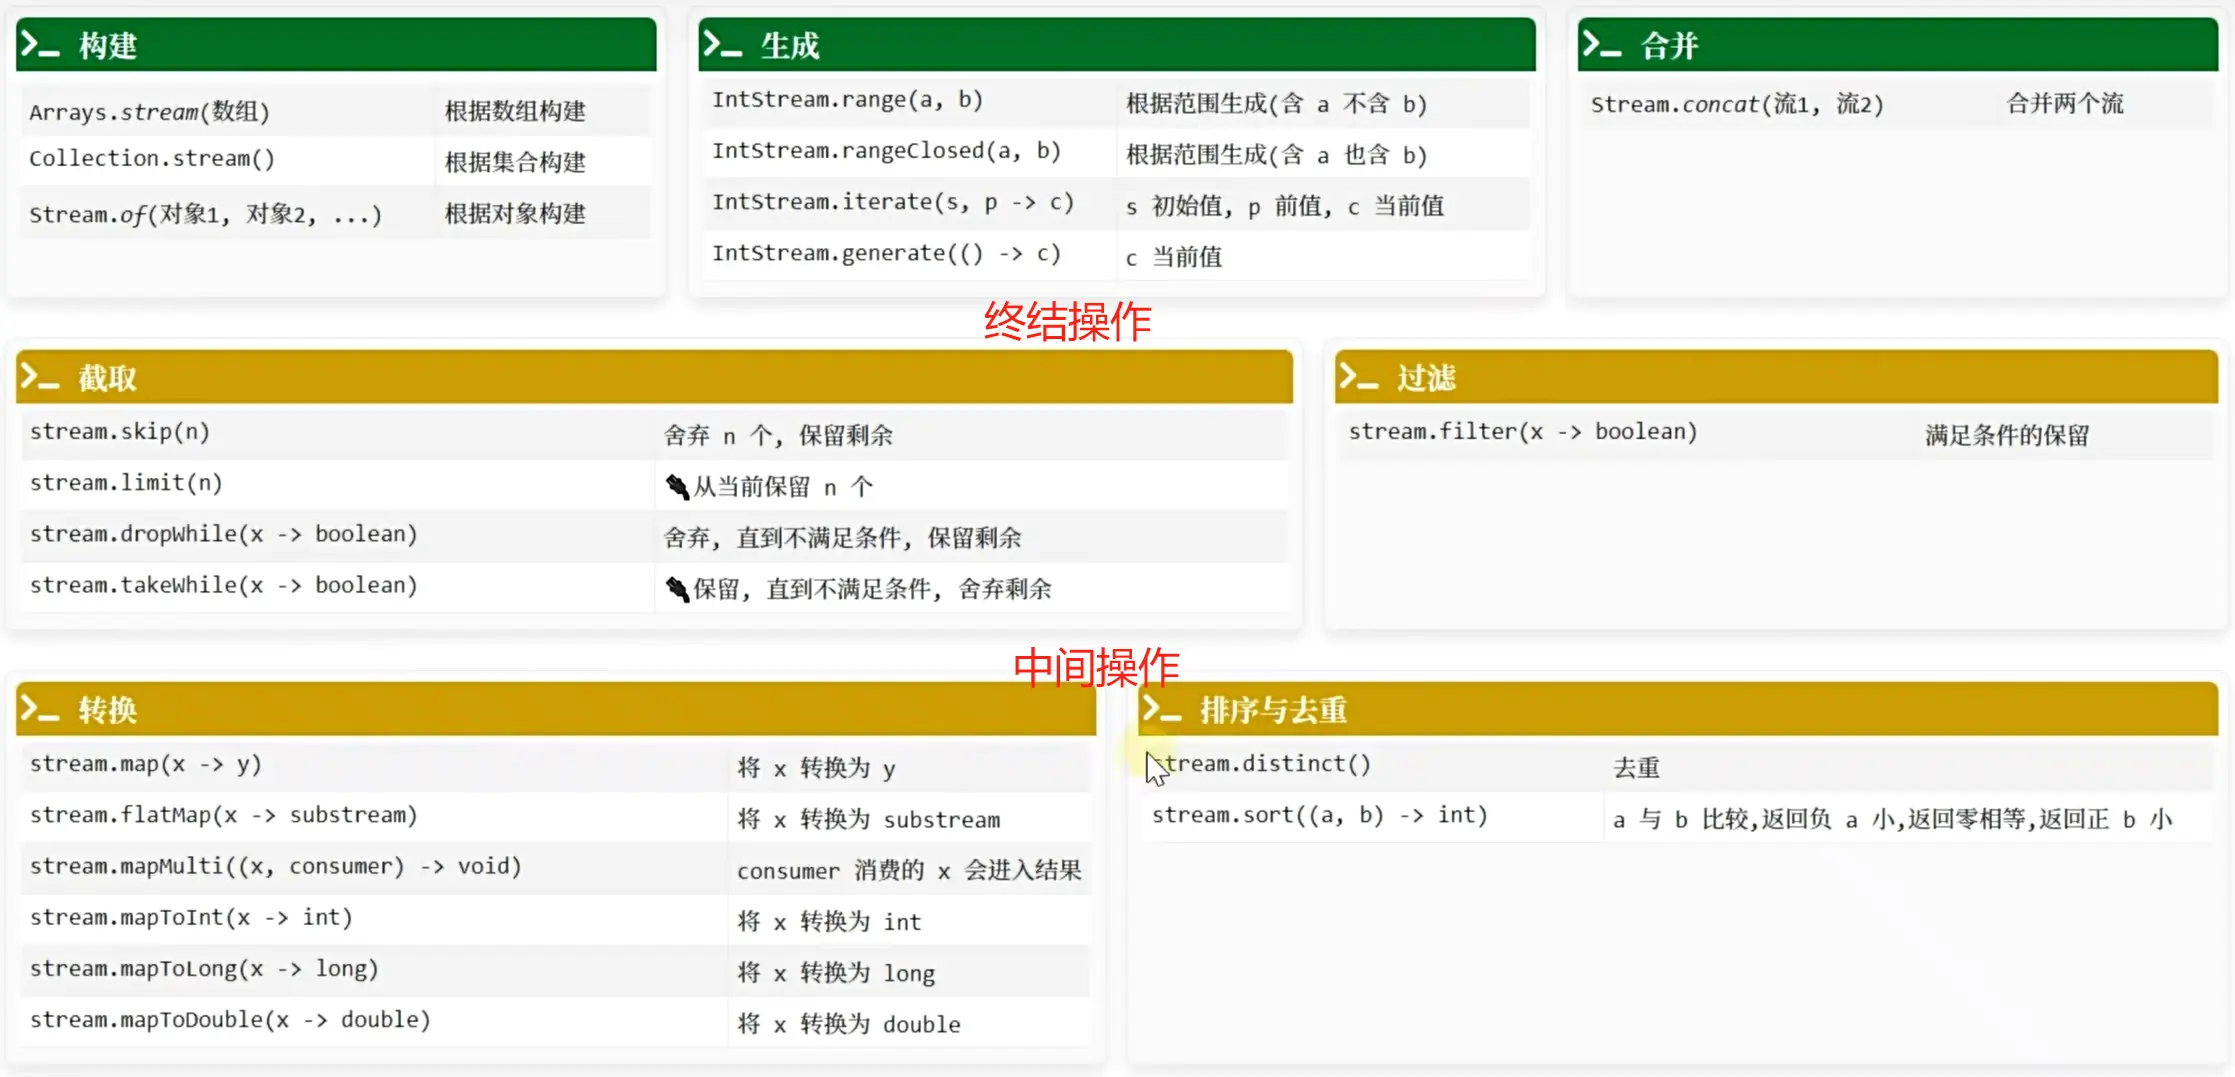 >_ 构建
Arrays.stream(数组) 根据数组构建
Collection.stream() 根据集合构建
Stream.of(对象1, 对象2, ...) 根据对象构建
>_ 生成
IntStream.range(a, b) 根据范围生成(含 a 不含 b)
IntStream.rangeClosed(a, b) 根据范围生成(含 a 也含 b)
IntStream.iterate(s, p -> c) s 初始值, p 前值, c 当前值
IntStream.generate(() -> c) c 当前值
>_ 合并
Stream.concat(流1, 流2) 合并两个流
终结操作
>_ 截取
stream.skip(n) 舍弃 n 个, 保留剩余
stream.limit(n) 从当前保留 n 个
stream.dropWhile(x -> boolean) 舍弃, 直到不满足条件, 保留剩余
stream.takeWhile(x -> boolean) 保留, 直到不满足条件, 舍弃剩余
>_ 过滤
stream.filter(x -> boolean) 满足条件的保留
中间操作
>_ 转换
stream.map(x -> y) 将 x 转换为 y
stream.flatMap(x -> substream) 将 x 转换为 substream
stream.mapMulti((x, consumer) -> void) consumer 消费的 x 会进入结果
stream.mapToInt(x -> int) 将 x 转换为 int
stream.mapToLong(x -> long) 将 x 转换为 long
stream.mapToDouble(x -> double) 将 x 转换为 double
>_ 排序与去重
stream.distinct() 去重
stream.sort((a, b) -> int) a 与 b 比较,返回负 a 小,返回零相等,返回正 b 小